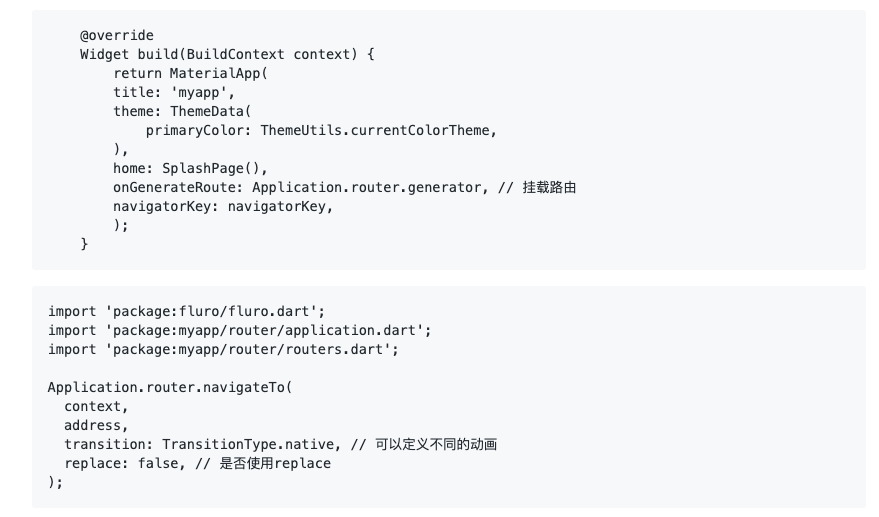 @override
Widget build(BuildContext context) {
return MaterialApp(
title: 'myapp',
theme: ThemeData(
primaryColor: ThemeUtils.currentColorTheme,
),
home: SplashPage(),
onGenerateRoute: Application.router.generator, // 挂载路由
navigatorKey: navigatorKey,
);
}
import 'package:fluro/fluro.dart';
import 'package:myapp/router/application.dart';
import 'package:myapp/router/routers.dart';
Application.router.navigateTo(
context,
address,
transition: TransitionType.native, // 可以定义不同的动画
replace: false, // 是否使用replace
);